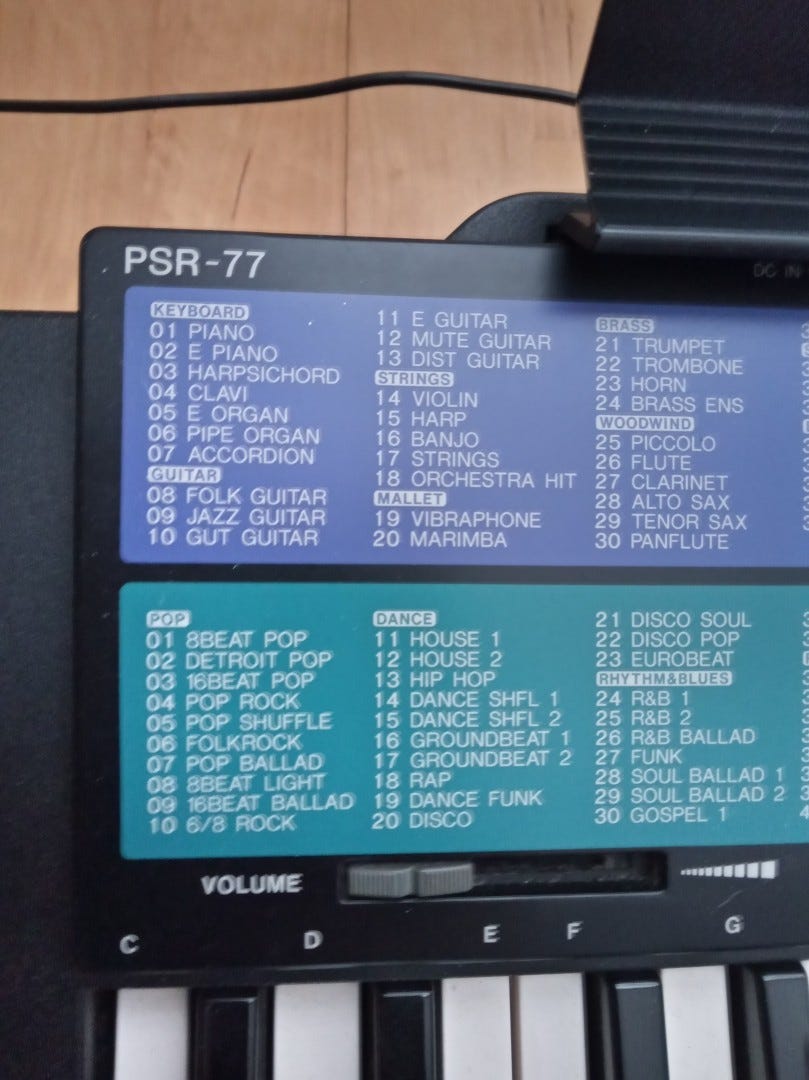 PSR-77
DC IN
KEYBOARD
01 PIANO
02 E PIANO
03 HARPSICHORD
04 CLAVI
05 E ORGAN
06 PIPE ORGAN
07 ACCORDION
GUITAR
08 FOLK GUITAR
09 JAZZ GUITAR
10 GUT GUITAR
11 E GUITAR
12 MUTE GUITAR
13 DIST GUITAR
STRINGS
14 VIOLIN
15 HARP
16 BANJO
17 STRINGS
18 ORCHESTRA HIT
MALLET
19 VIBRAPHONE
20 MARIMBA
BRASS
21 TRUMPET
22 TROMBONE
23 HORN
24 BRASS ENS
WOODWIND
25 PICCOLO
26 FLUTE
27 CLARINET
28 ALTO SAX
29 TENOR SAX
30 PANFLUTE
POP
01 8BEAT POP
02 DETROIT POP
03 16BEAT POP
04 POP ROCK
05 POP SHUFFLE
06 FOLKROCK
07 POP BALLAD
08 8BEAT LIGHT
09 16BEAT BALLAD
10 6/8 ROCK
DANCE
11 HOUSE 1
12 HOUSE 2
13 HIP HOP
14 DANCE SHFL 1
15 DANCE SHFL 2
16 GROUNDBEAT 1
17 GROUNDBEAT 2
18 RAP
19 DANCE FUNK
20 DISCO
21 DISCO SOUL
22 DISCO POP
23 EUROBEAT
RHYTHM&BLUES
24 R&B 1
25 R&B 2
26 R&B BALLAD
27 FUNK
28 SOUL BALLAD 1
29 SOUL BALLAD 2
30 GOSPEL 1
VOLUME
C D E F G